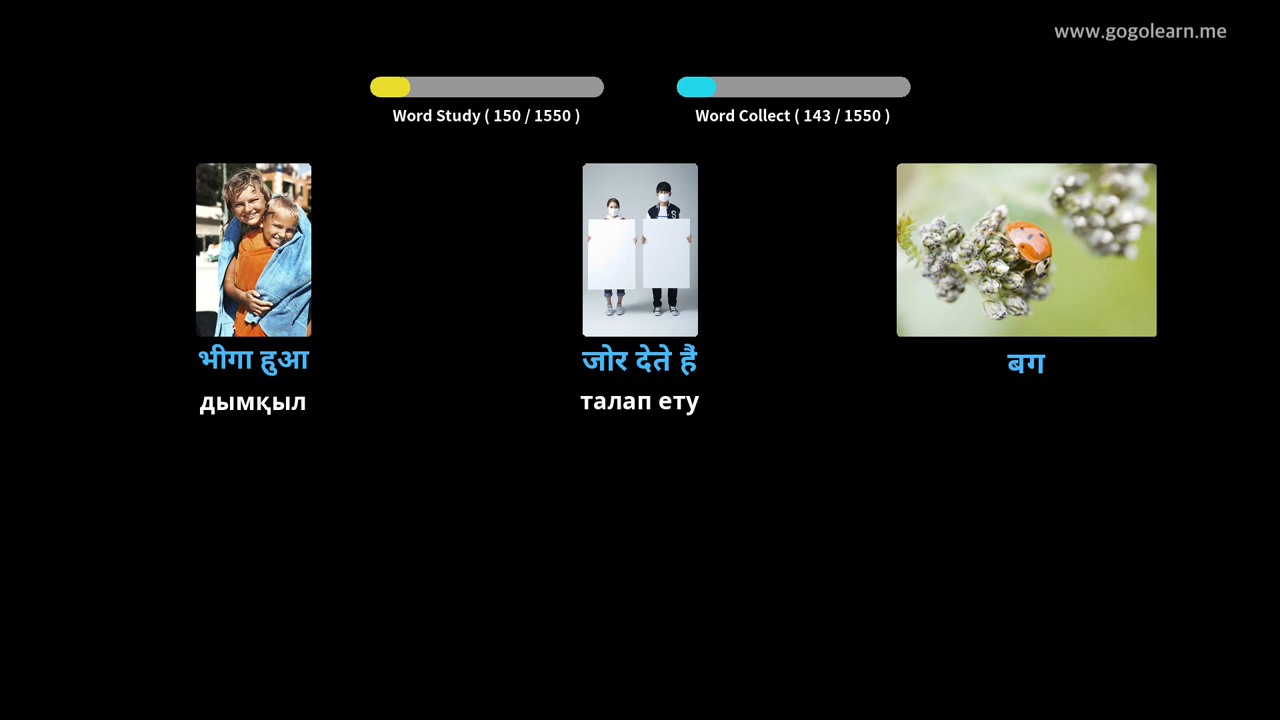 www.gogolearn.me
Word Study ( 150 / 1550 )
Word Collect ( 143 / 1550 )
भीगा हुआ
дымқыл
जोर देते हैं
талап ету
बग